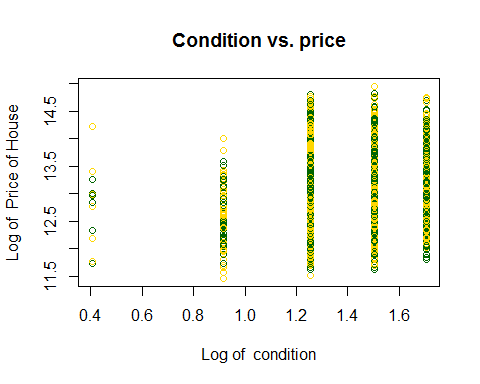 Condition vs. price
Log of Price of House
14.5
13.5
12.5
11.5
0.4 0.6 0.8 1.0 1.2 1.4 1.6
Log of condition